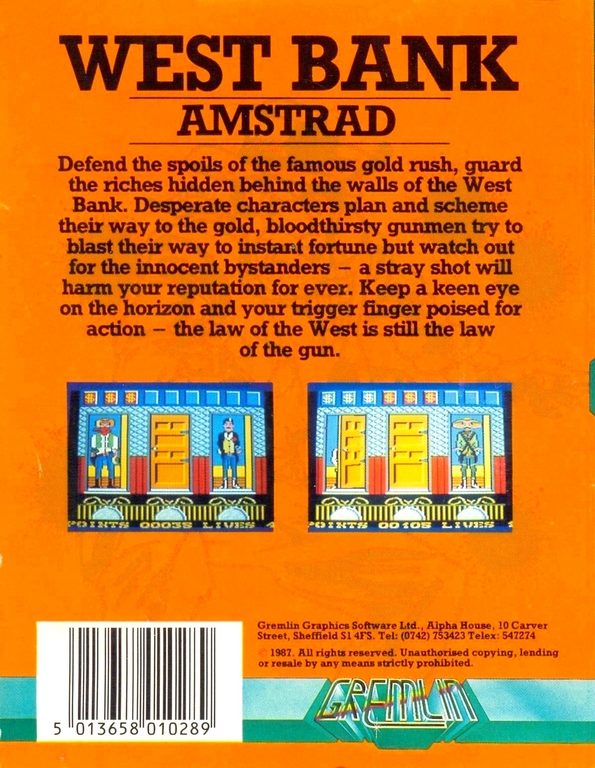 WEST BANK
AMSTRAD
Defend the spoils of the famous gold rush, guard
the riches hidden behind the walls of the West
Bank. Desperate characters plan and scheme
their way to the gold, bloodthirsty gunmen try to
blast their way to instant fortune but watch out
for the innocent bystanders — a stray shot will
harm your reputation for ever. Keep a keen eye
on the horizon and your trigger finger poised for
action — the law of the West is still the law
of the gun.
POINTS 00035 LIVES 4
POINTS 00105 LIVES
Gremlin Graphics Software Ltd., Alpha House, 10 Carver
Street, Sheffield S1 4FS. Tel: (0742) 753423 Telex: 547274
© 1987. All rights reserved. Unauthorised copying, lending
or resale by any means strictly prohibited.
GREMLIN
5 013658 010289